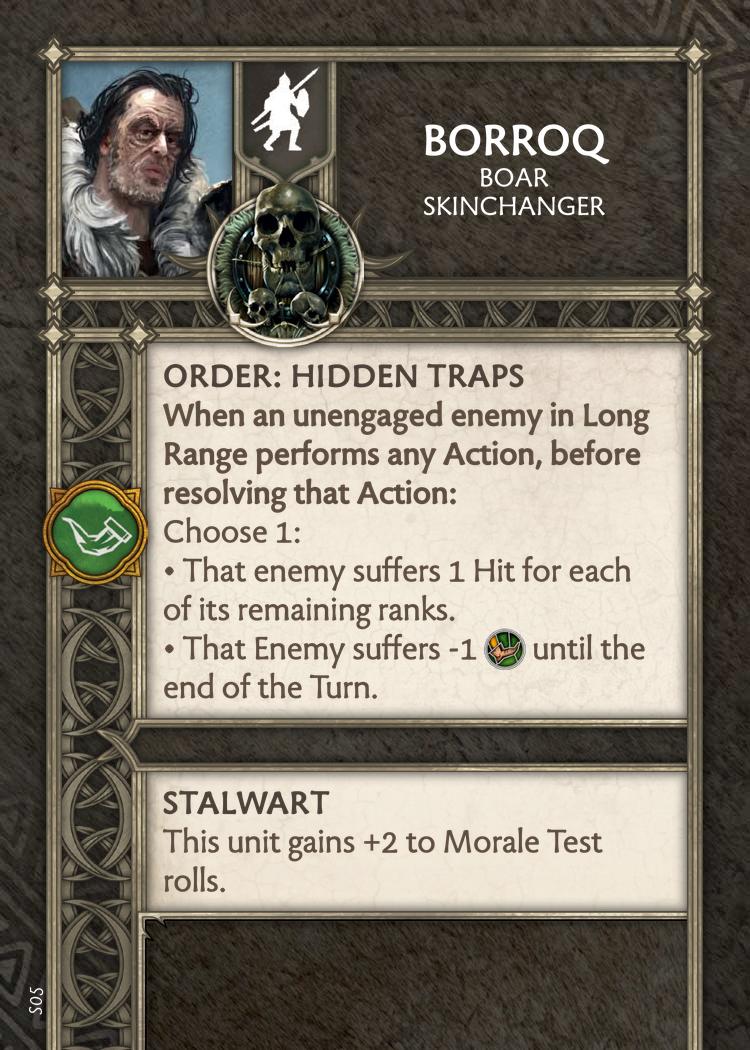 BORROQ
BOAR
SKINCHANGER
ORDER: HIDDEN TRAPS
When an unengaged enemy in Long
Range performs any Action, before
resolving that Action:
Choose 1:
• That enemy suffers 1 Hit for each
of its remaining ranks.
• That Enemy suffers -1 until the
end of the Turn.
STALWART
This unit gains +2 to Morale Test
rolls.
S05